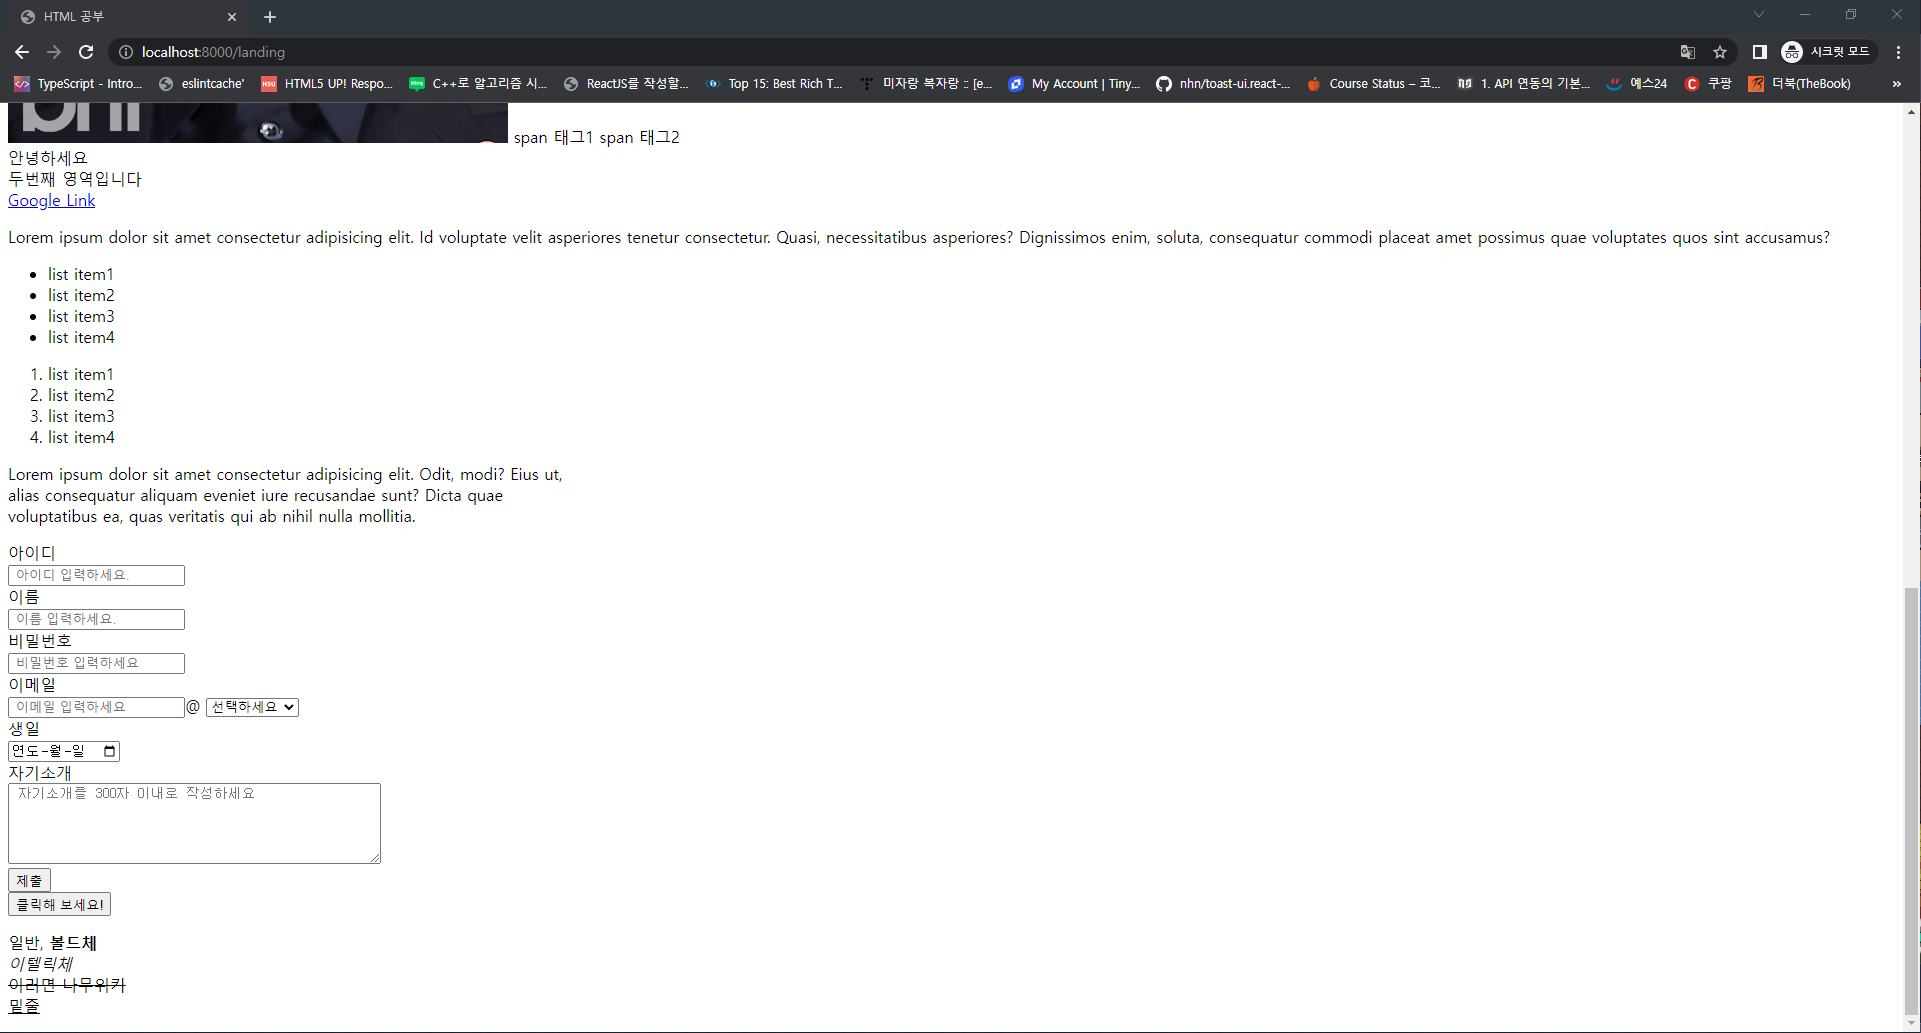 HTML 공부
localhost:8000/landing
시크릿 모드
TypeScript - Intro...
eslintcache'
HTML5 UP! Respo...
C++로 알고리즘 시...
ReactJS를 작성할...
Top 15: Best Rich T...
미자랑 복자랑 :: [e...
My Account | Tiny...
nhn/toast-ui.react-...
Course Status – 코...
1. API 연동의 기본...
예스24
쿠팡
더북(TheBook)
span 태그1 span 태그2
안녕하세요
두번째 영역입니다
Google Link
Lorem ipsum dolor sit amet consectetur adipisicing elit. Id voluptate velit asperiores tenetur consectetur. Quasi, necessitatibus asperiores? Dignissimos enim, soluta, consequatur commodi placeat amet possimus quae voluptates quos sint accusamus?
list item1
list item2
list item3
list item4
1. list item1
2. list item2
3. list item3
4. list item4
Lorem ipsum dolor sit amet consectetur adipisicing elit. Odit, modi? Eius ut,
alias consequatur aliquam eveniet iure recusandae sunt? Dicta quae
voluptatibus ea, quas veritatis qui ab nihil nulla mollitia.
아이디
아이디 입력하세요.
이름
이름 입력하세요.
비밀번호
비밀번호 입력하세요
이메일
이메일 입력하세요 @ 선택하세요
생일
연도-월-일
자기소개
자기소개를 300자 이내로 작성하세요
제출
클릭해 보세요!
일반, 볼드체
이텔릭체
이러면 나무위키
밑줄